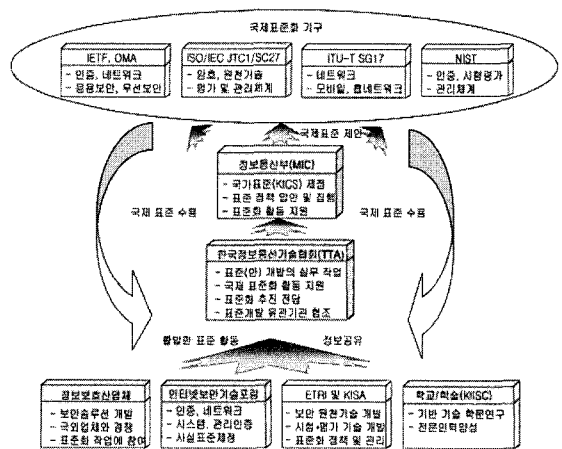 국제표준화 기구
IETF, OMA
- 인증, 네트워크
- 응용보안, 무선보안
ISO/IEC JTC1/SC27
- 암호, 원천기술
- 평가 및 관리체계
ITU-T SG17
- 네트워크
- 모바일, 홈네트워크
NIST
- 인증, 시험평가
- 관리체계
국제표준 제안
정보통신부(MIC)
- 국가표준(KICS) 제정
- 표준 정책 입안 및 집행
- 표준화 활동 지원
국제 표준 수용
국제 표준 수용
한국정보통신기술협회(TTA)
- 표준(안) 개발의 실무 작업
- 국제 표준화 활동 지원
- 표준화 추진 전담
- 표준개발 유관기관 협조
활발한 표준 활동
정보공유
정보보호산업체
- 보안솔루션 개발
- 국외업체와 경쟁
- 표준화 작업에 참여
인터넷보안기술포럼
- 인증, 네트워크
- 시스템, 관리인증
- 사실표준제정
ETRI 및 KISA
- 보안 원천기술 개발
- 시험•평가 기술 개발
- 표준화 정책 및 관리
학교/학술(KIISC)
- 기반 기술 학문연구
- 전문인력양성